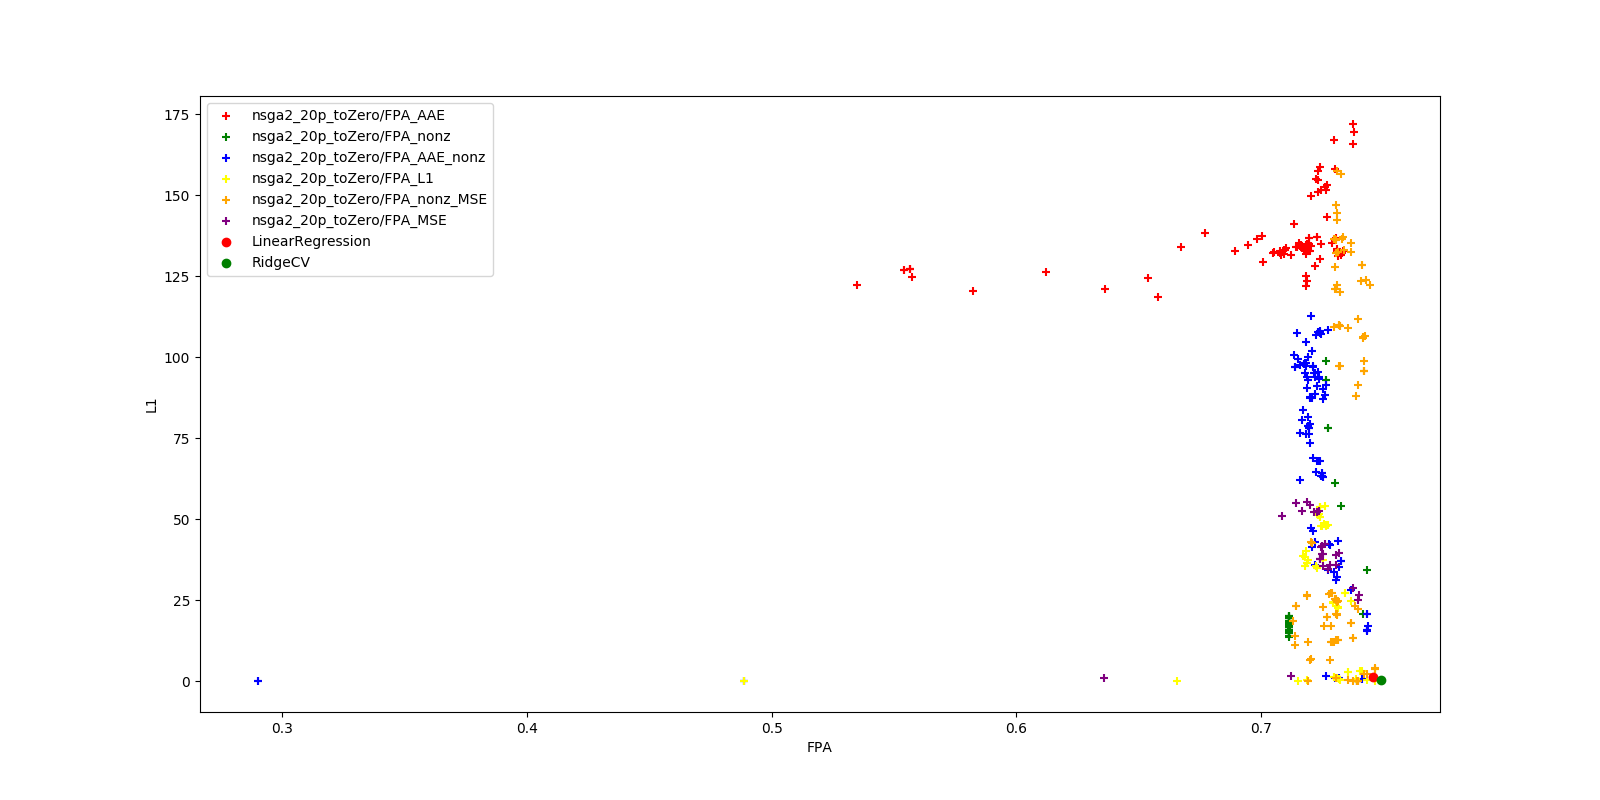 nsga2_20p_toZero/FPA_AAE
nsga2_20p_toZero/FPA_nonz
nsga2_20p_toZero/FPA_AAE_nonz
nsga2_20p_toZero/FPA_L1
nsga2_20p_toZero/FPA_nonz_MSE
nsga2_20p_toZero/FPA_MSE
LinearRegression
RidgeCV
175
150
125
100
75
50
25
0
L1
0.3
0.4
0.5
0.6
0.7
FPA